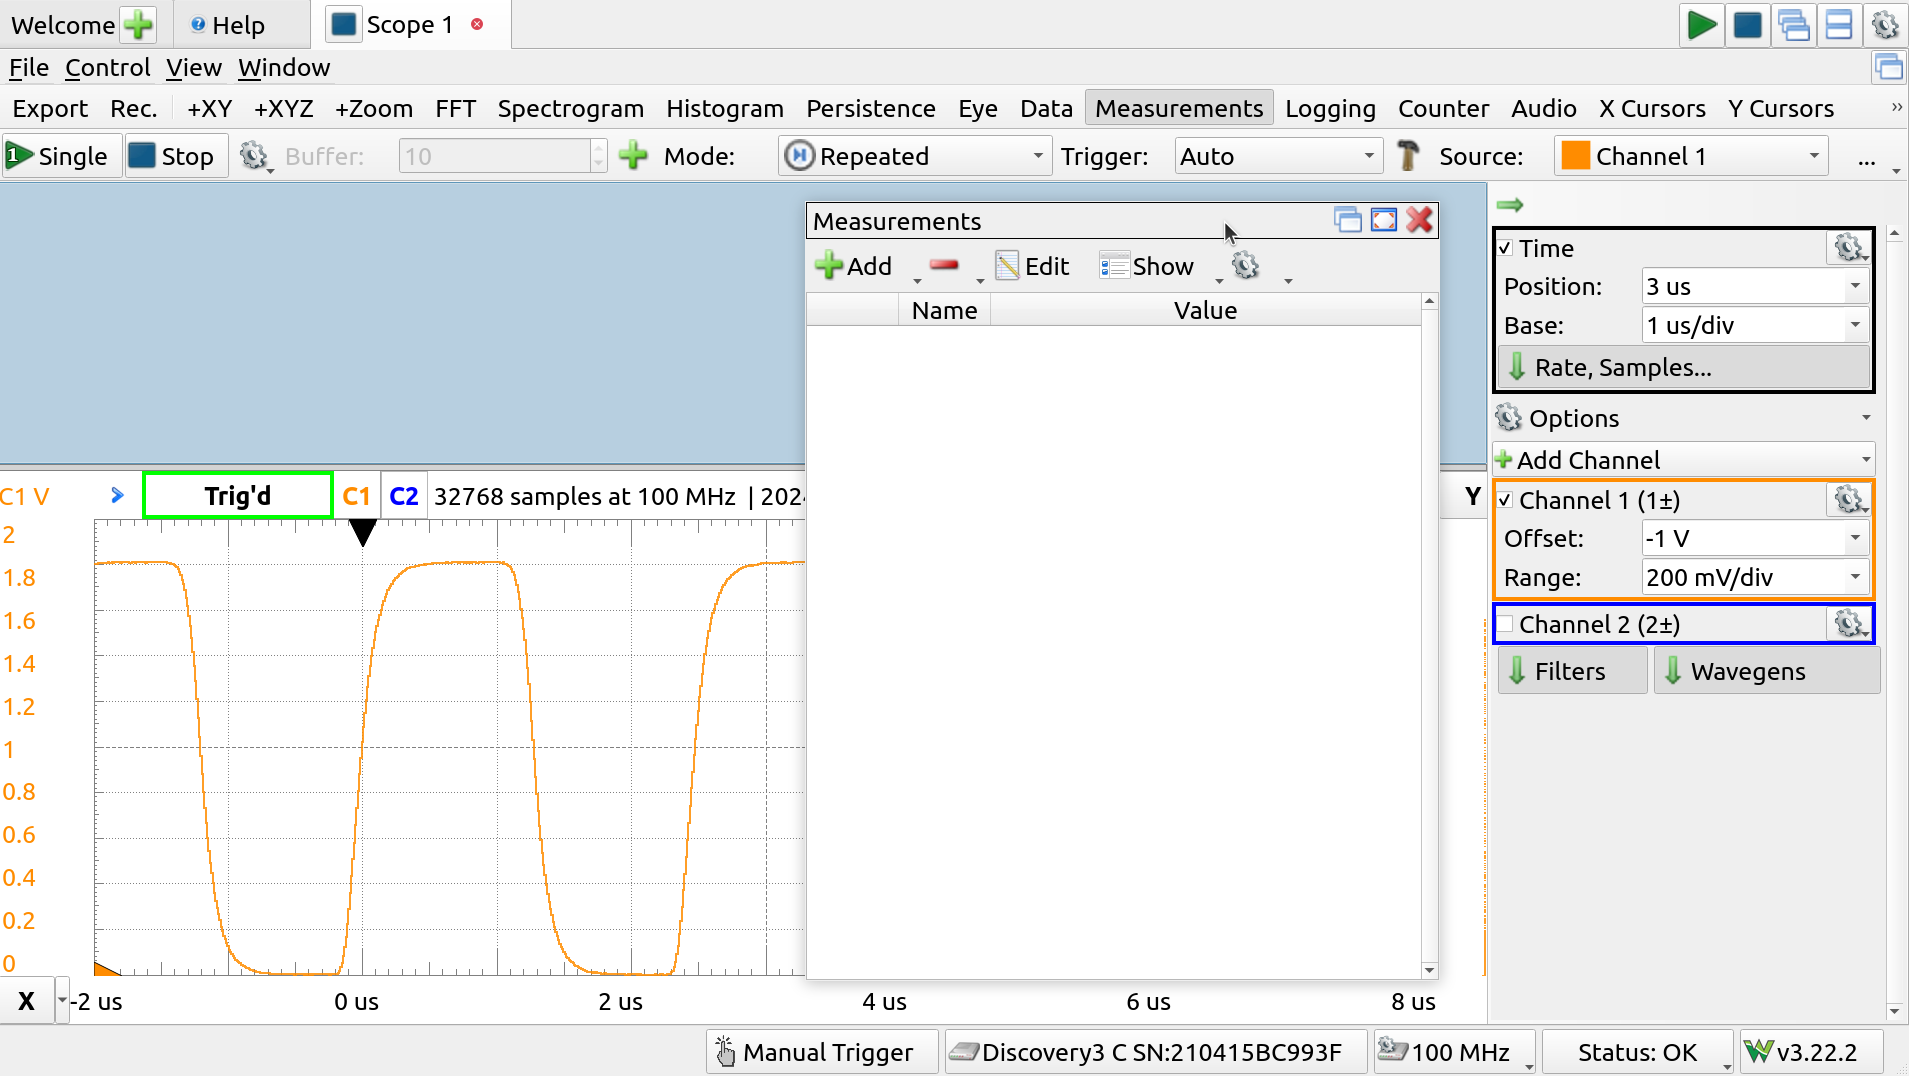 Welcome Help Scope 1
File Control View Window
Export Rec. +XY +XYZ +Zoom FFT Spectrogram Histogram Persistence Eye Data Measurements Logging Counter Audio X Cursors Y Cursors »
1 Single Stop Buffer: 10 Mode: Repeated Trigger: Auto Source: Channel 1 ...
Measurements
Add Edit Show
Name Value
Time
Position: 3 us
Base: 1 us/div
Rate, Samples...
Options
Add Channel
Channel 1 (1±)
Offset: -1 V
Range: 200 mV/div
Channel 2 (2±)
Filters Wavegens
C1 V Trig'd C1 C2 32768 samples at 100 MHz | 202 Y
2
1.8
1.6
1.4
1.2
1
0.8
0.6
0.4
0.2
0
X -2 us 0 us 2 us 4 us 6 us 8 us
Manual Trigger Discovery3 C SN:210415BC993F 100 MHz Status: OK v3.22.2